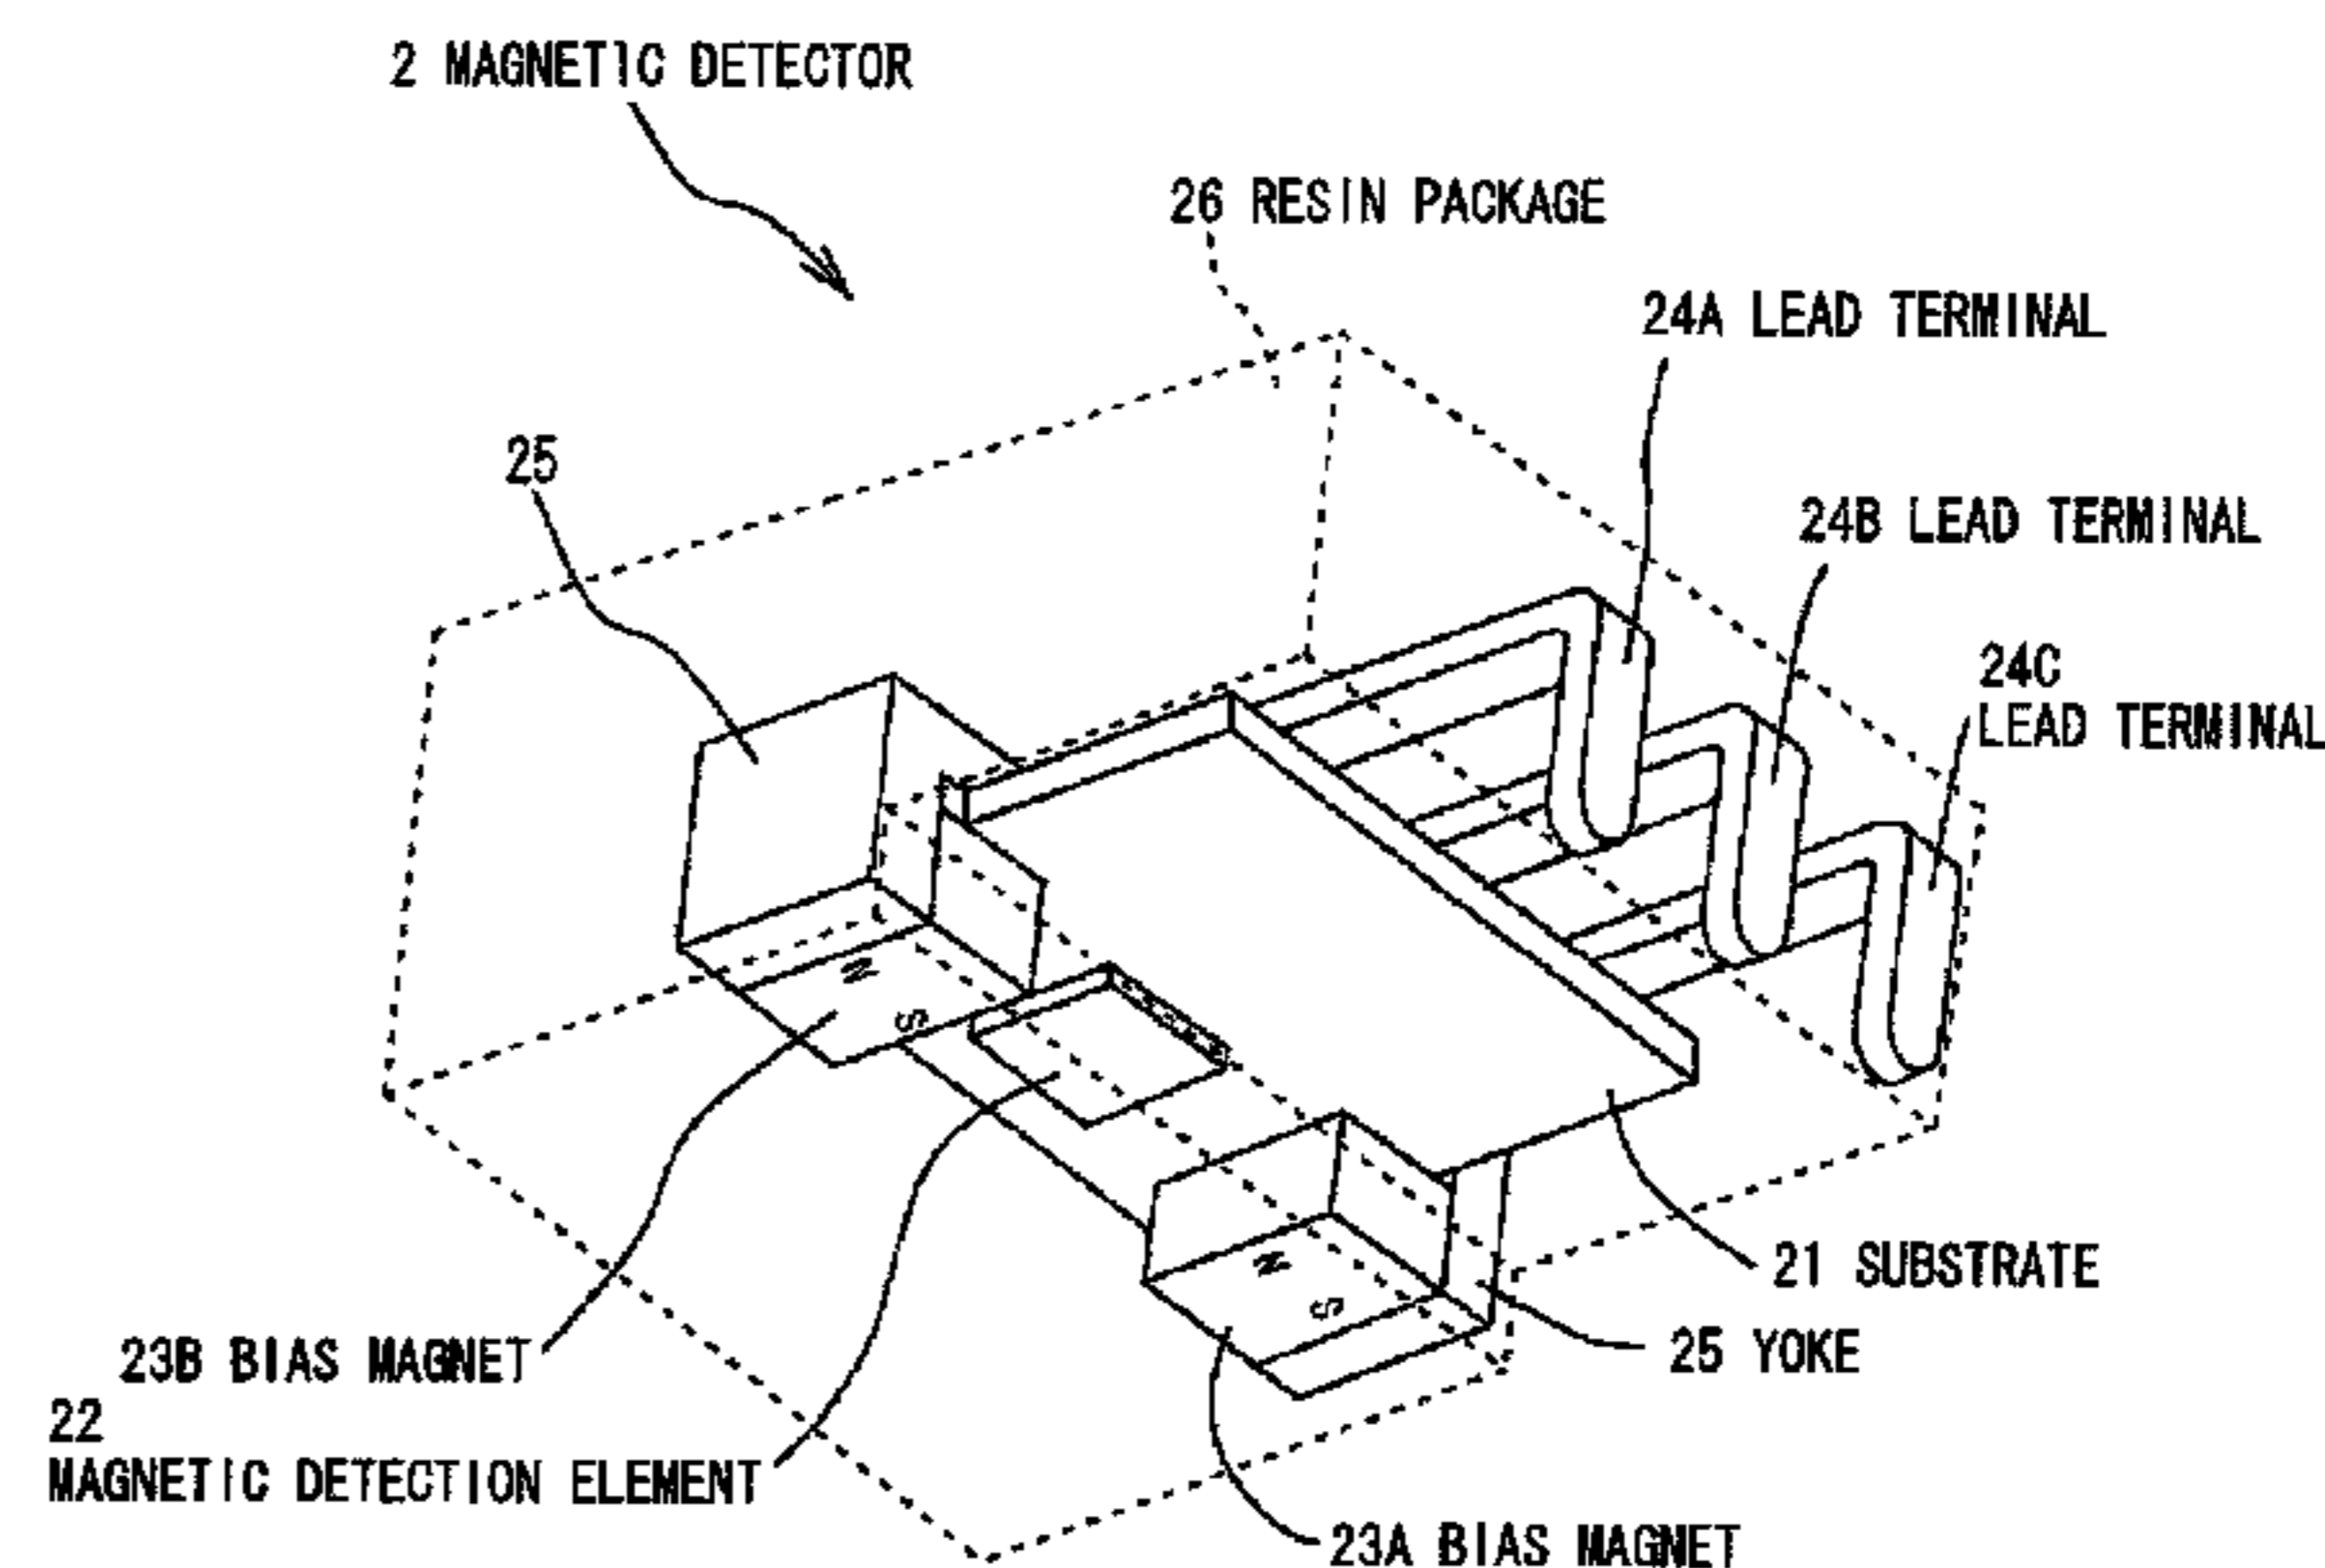 2 MAGNETIC DETECTOR
26 RESIN PACKAGE
24A LEAD TERMINAL
25
24B LEAD TERMINAL
24C
LEAD TERMINAL
N
S
N
S
21 SUBSTRATE
23B BIAS MAGNET
25 YOKE
22
MAGNETIC DETECTION ELEMENT
23A BIAS MAGNET